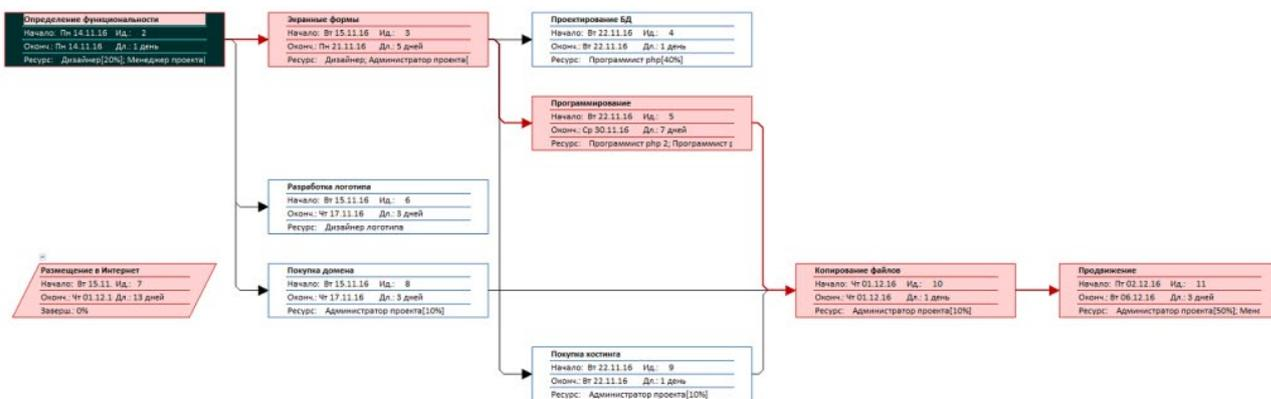 Определение функциональности
Начало: Пн 14.11.16 Ид.: 2
Оконч.: Пн 14.11.16 Дл.: 1 день
Ресурс: Дизайнер[20%]; Менеджер проекта[
Экранные формы
Начало: Вт 15.11.16 Ид.: 3
Оконч.: Пн 21.11.16 Дл.: 5 дней
Ресурс: Дизайнер; Администратор проекта[
Проектирование БД
Начало: Вт 22.11.16 Ид.: 4
Оконч.: Вт 22.11.16 Дл.: 1 день
Ресурс: Программист php[40%]
Программирование
Начало: Вт 22.11.16 Ид.: 5
Оконч.: Ср 30.11.16 Дл.: 7 дней
Ресурс: Программист php 2; Программист р
Разработка логотипа
Начало: Вт 15.11.16 Ид.: 6
Оконч.: Чт 17.11.16 Дл.: 3 дней
Ресурс: Дизайнер логотипа
Размещение в Интернет
Начало: Вт 15.11. Ид.: 7
Оконч.: Чт 01.12.1 Дл.: 13 дней
Заверш.: 0%
Покупка домена
Начало: Вт 15.11.16 Ид.: 8
Оконч.: Чт 17.11.16 Дл.: 3 дней
Ресурс: Администратор проекта[10%]
Копирование файлов
Начало: Чт 01.12.16 Ид.: 10
Оконч.: Чт 01.12.16 Дл.: 1 день
Ресурс: Администратор проекта[10%]
Продвижение
Начало: Пт 02.12.16 Ид.: 11
Оконч.: Вт 06.12.16 Дл.: 3 дней
Ресурс: Администратор проекта[50%]; Мене
Покупка хостинга
Начало: Вт 22.11.16 Ид.: 9
Оконч.: Вт 22.11.16 Дл.: 1 день
Ресурс: Администратор проекта[10%]